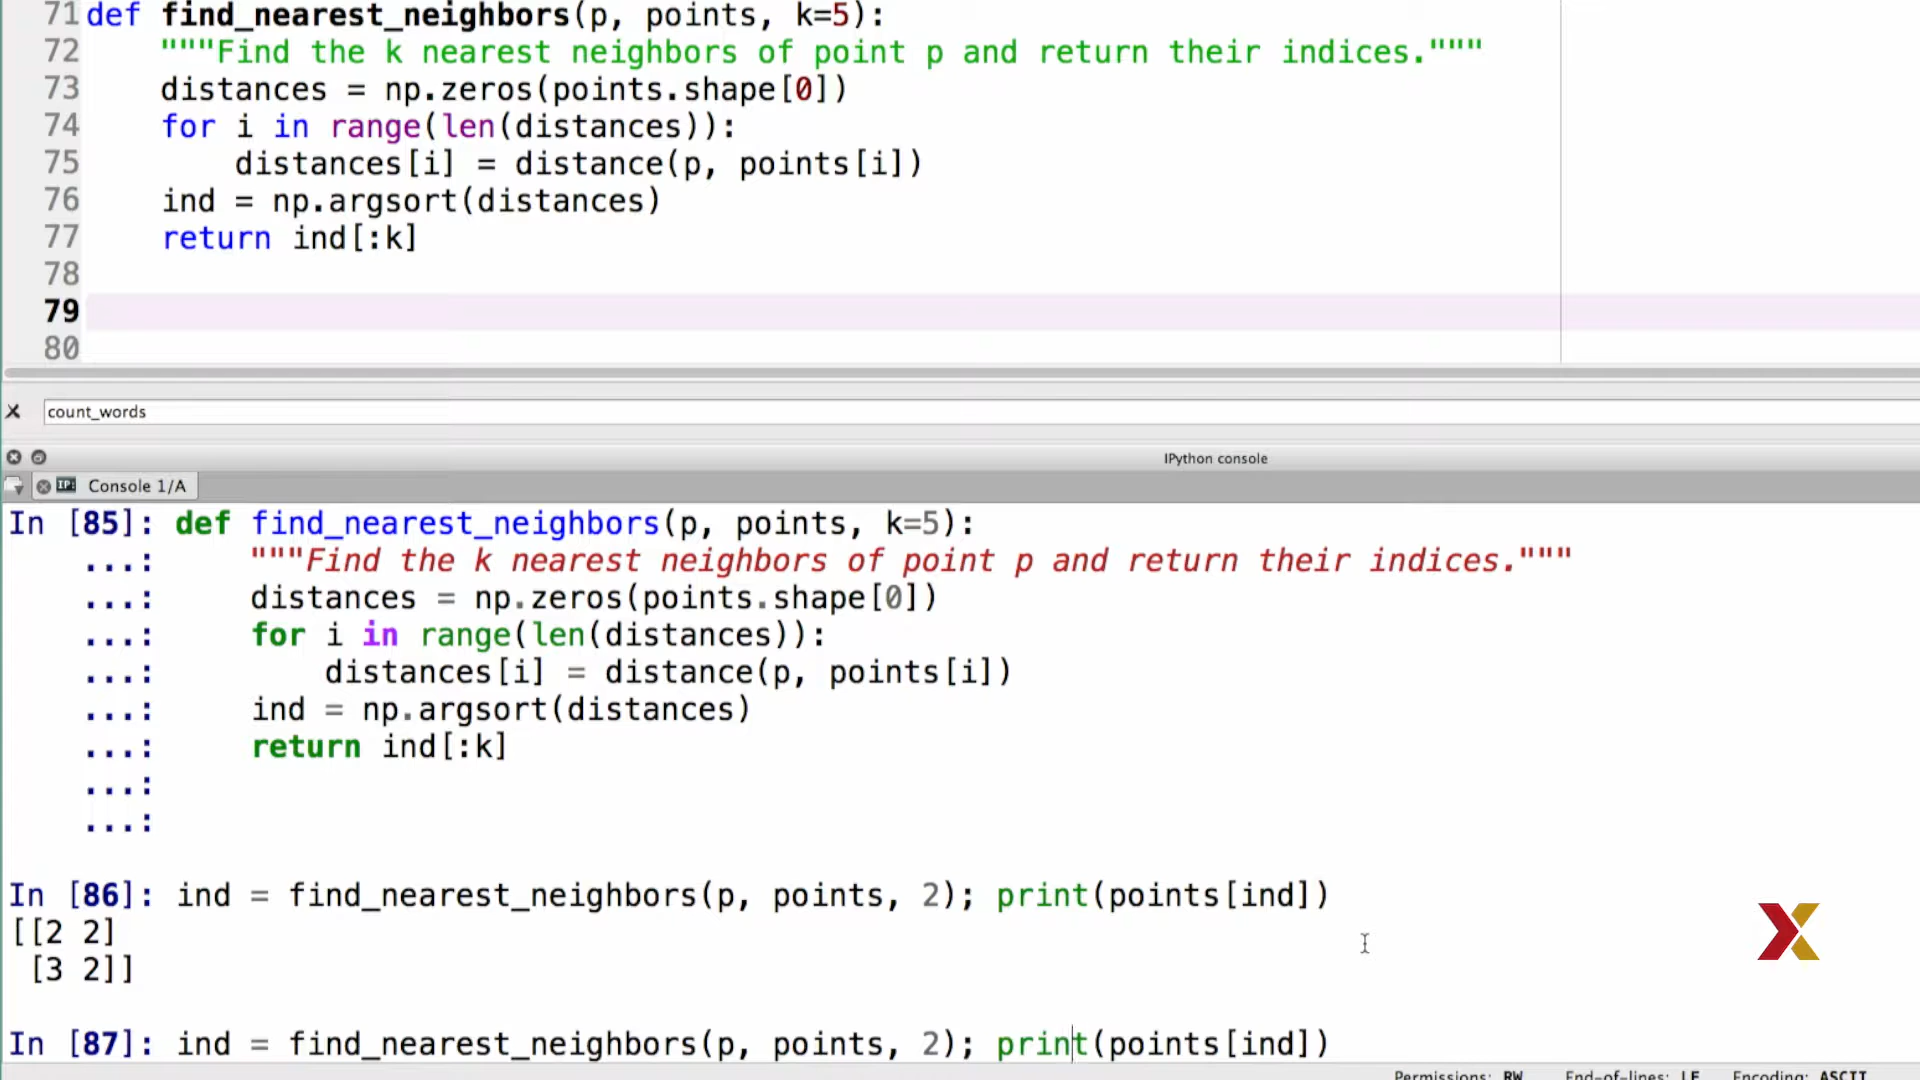 71 def find_nearest_neighbors(p, points, k=5):
72     """Find the k nearest neighbors of point p and return their indices."""
73     distances = np.zeros(points.shape[0])
74     for i in range(len(distances)):
75         distances[i] = distance(p, points[i])
76     ind = np.argsort(distances)
77     return ind[:k]
78
79
80
count_words
IPython console
IP: Console 1/A
In [85]: def find_nearest_neighbors(p, points, k=5):
...:     """Find the k nearest neighbors of point p and return their indices."""
...:     distances = np.zeros(points.shape[0])
...:     for i in range(len(distances)):
...:         distances[i] = distance(p, points[i])
...:     ind = np.argsort(distances)
...:     return ind[:k]
...:
...:
In [86]: ind = find_nearest_neighbors(p, points, 2); print(points[ind])
[[2 2]
 [3 2]]
In [87]: ind = find_nearest_neighbors(p, points, 2); print(points[ind])
Permissions: RW End-of-lines: LF Encoding: ASCII